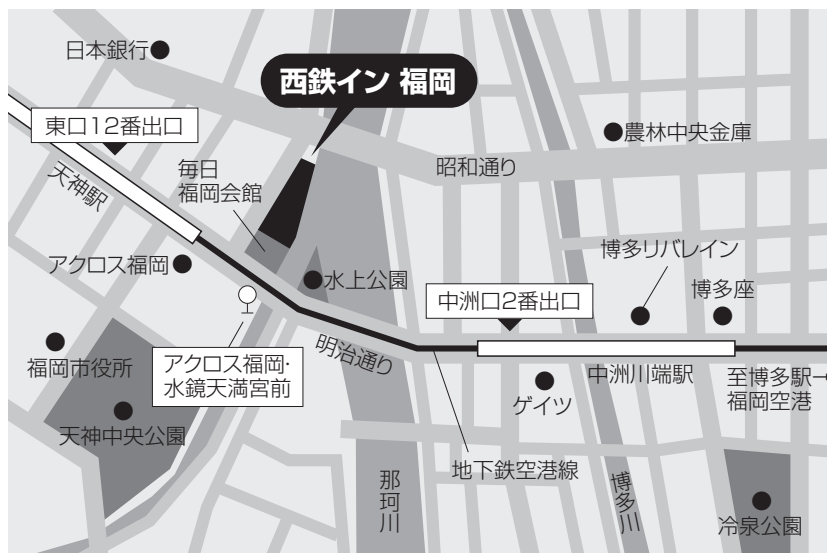 日本銀行
西鉄イン 福岡
東口12番出口
農林中央金庫
毎日
福岡会館
昭和通り
天神駅
アクロス福岡
水上公園
博多リバレイン
中洲口2番出口
博多座
福岡市役所
アクロス福岡・
水鏡天満宮前
明治通り
ゲイツ
中洲川端駅
至博多駅→
福岡空港
天神中央公園
地下鉄空港線
那珂川
博多川
冷泉公園